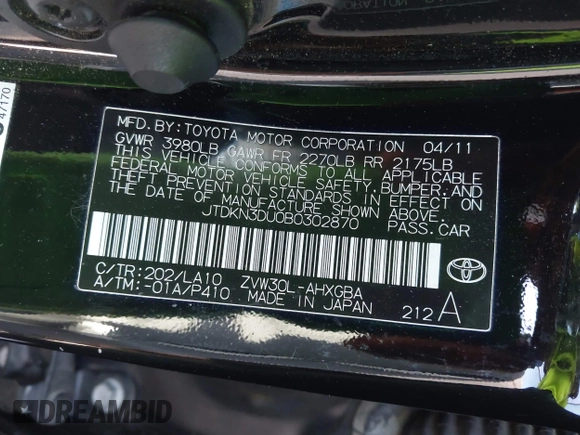 47170
MFD.BY:TOYOTA MOTOR CORPORATION 04/11
GVWR 3980LB GAWR FR 2270LB RR 2175LB
THIS VEHICLE CONFORMS TO ALL APPLICABLE
FEDERAL MOTOR VEHICLE SAFETY,BUMPER,AND
THEFT PREVENTION STANDARDS IN EFFECT ON
THE DATE OF MANUFACTURE SHOWN ABOVE.
JTDKN3DU0B0302870 PASS.CAR
C/TR:202/LA10 ZVW30L-AHXGBA
A/TM:-01A/P410 MADE IN JAPAN
212 A
TOYOTA
DREAMBID